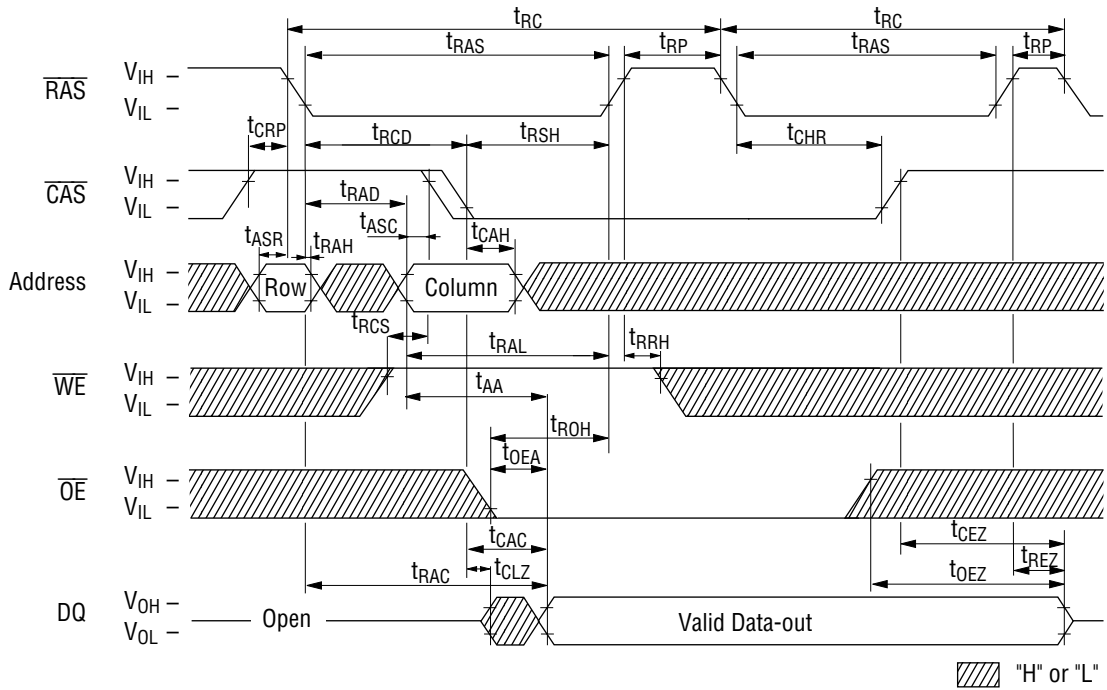 tRC tRC
tRAS tRP tRAS tRP
RAS VIH –
VIL –
tCRP tRCD tRSH tCHR
CAS VIH –
VIL –
tRAD
tASC
tASR tRAH tCAH
Address VIH –
VIL –
Row Column
tRCS tRAL tRRH
WE VIH –
VIL –
tAA
tROH
tOEA
OE VIH –
VIL –
tCAC tCEZ
tRAC tCLZ tREZ
tOEZ
DQ VOH –
VOL –
Open Valid Data-out
"H" or "L"